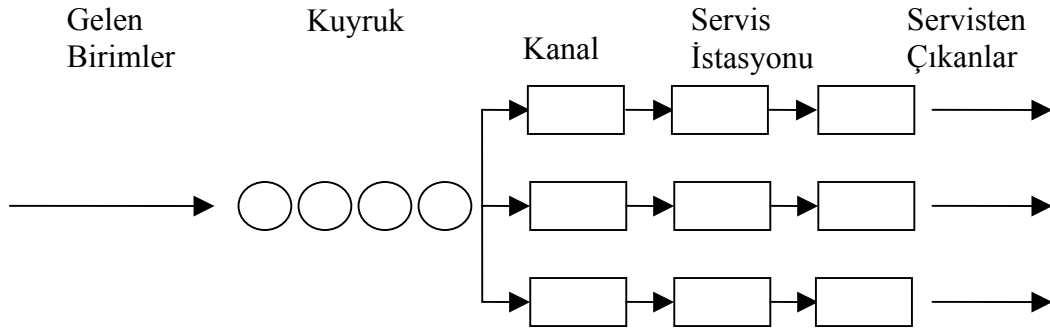 Gelen
Birimler
Kuyruk
Kanal
Servis
İstasyonu
Servisten
Çıkanlar